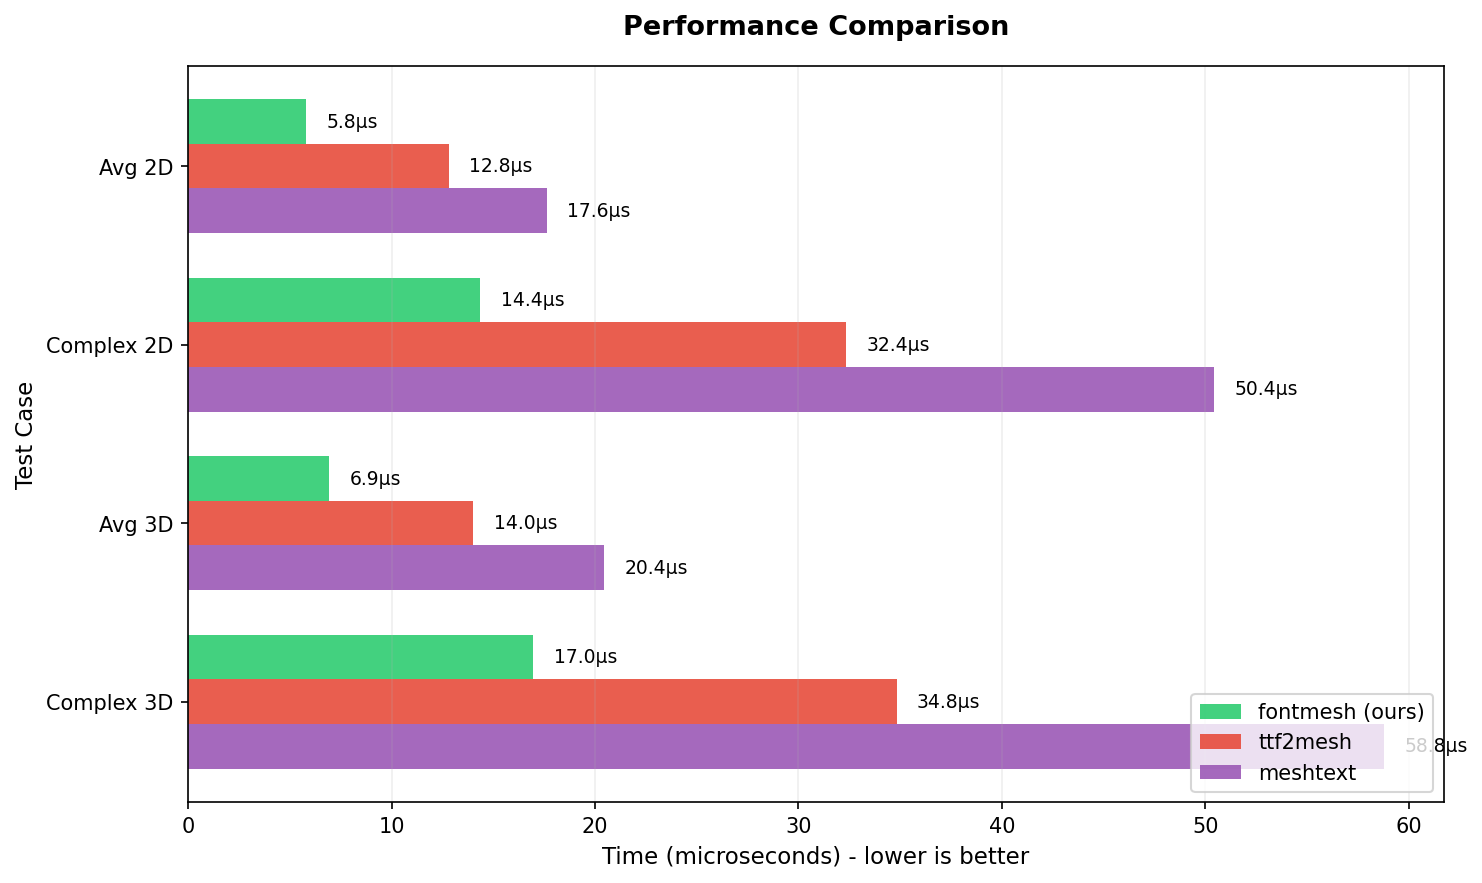 Performance Comparison
5.8µs
Avg 2D
12.8µs
17.6µs
14.4µs
Complex 2D
32.4µs
50.4µs
6.9µs
Avg 3D
14.0µs
20.4µs
17.0µs
Complex 3D
34.8µs
58.8µs
fontmesh (ours)
ttf2mesh
meshtext
0 10 20 30 40 50 60
Time (microseconds) - lower is better
Test Case